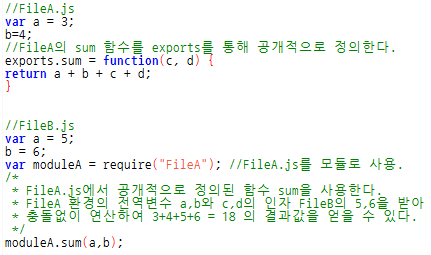 //FileA.js
var a = 3;
b=4;
//FileA의 sum 함수를 exports를 통해 공개적으로 정의한다.
exports.sum = function(c, d) {
return a + b + c + d;
}
//FileB.js
var a = 5;
b = 6;
var moduleA = require("FileA"); //FileA.js를 모듈로 사용.
/*
* FileA.js에서 공개적으로 정의된 함수 sum을 사용한다.
* FileA 환경의 전역변수 a,b와 c,d의 인자 FileB의 5,6을 받아
* 충돌없이 연산하여 3+4+5+6 = 18 의 결과값을 얻을 수 있다.
*/
moduleA.sum(a,b);